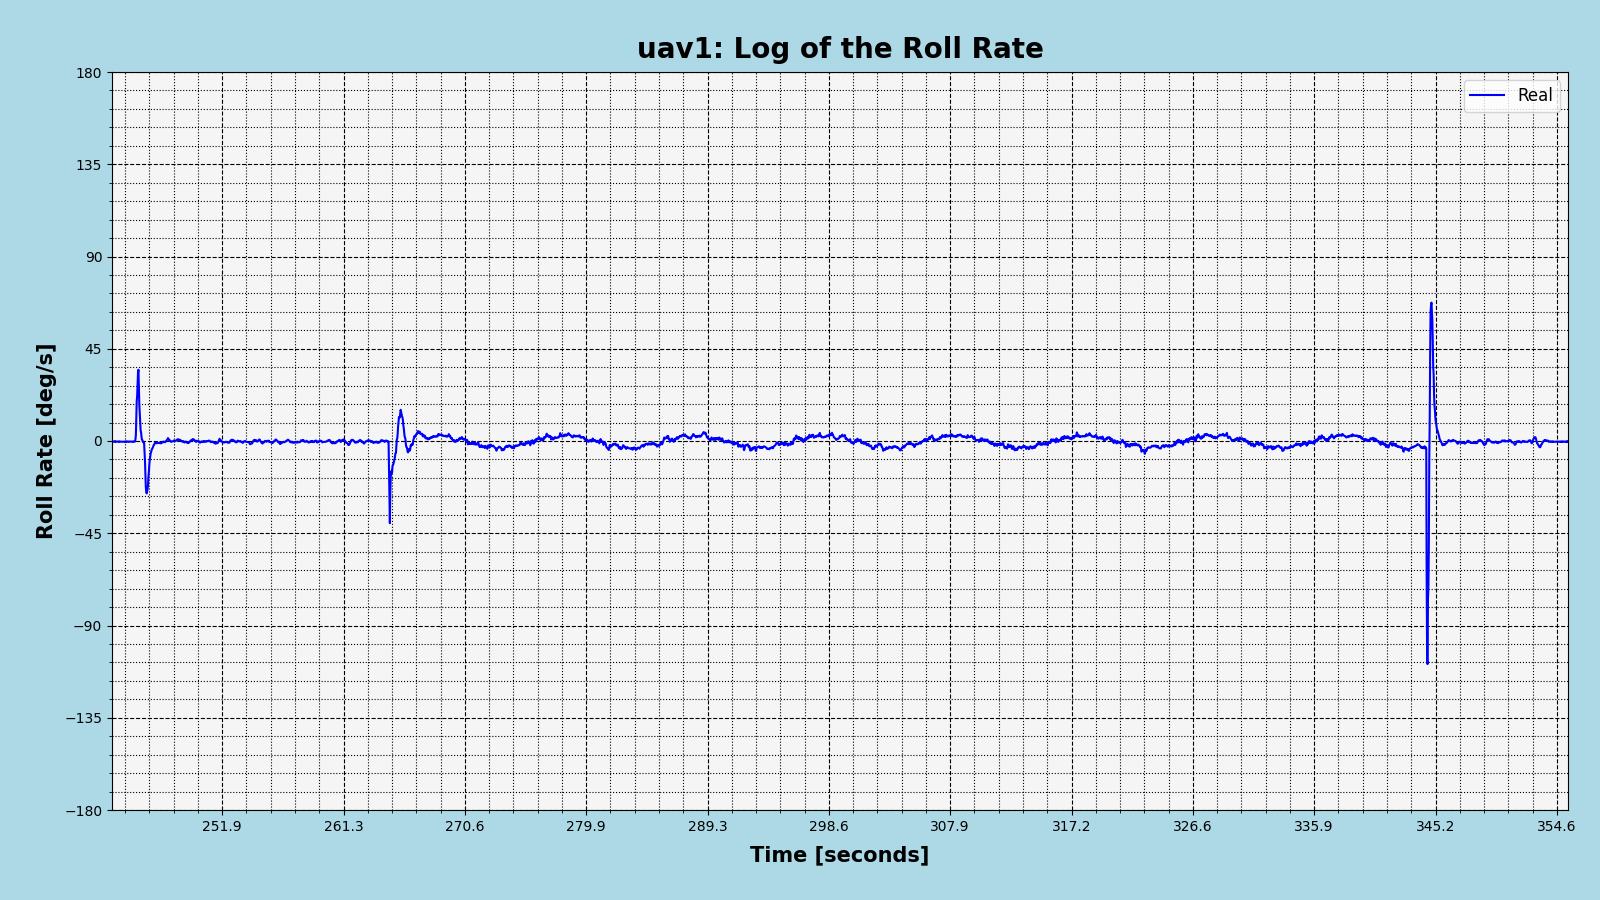 uav1: Log of the Roll Rate
Real
180
135
90
45
0
−45
−90
−135
−180
Roll Rate [deg/s]
251.9 261.3 270.6 279.9 289.3 298.6 307.9 317.2 326.6 335.9 345.2 354.6
Time [seconds]